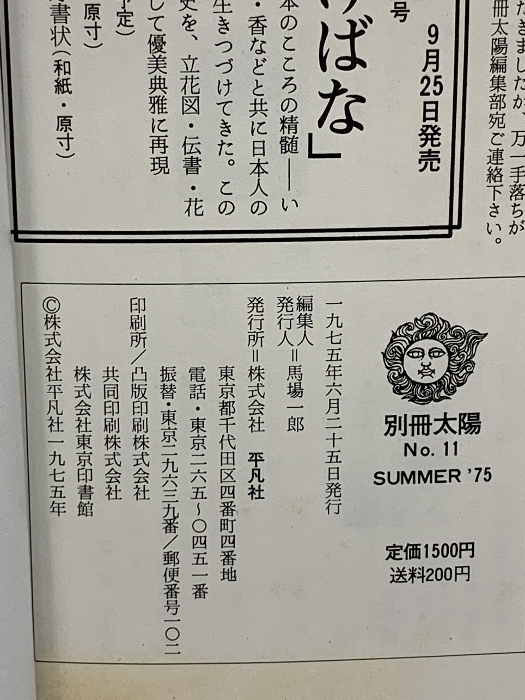 だきましたが、万一手落ちが
冊太陽編集部宛ご連絡下さい。
号
9月25日発売
けばな」
本のこころの精髄――い
・香などと共に日本人の
生きつづけてきた。この
史を、立花図・伝書・花
して優美典雅に再現
予定)
原寸)
書状(和紙・原寸)
別冊太陽
No. 11
SUMMER '75
定価1500円
送料200円
一九七五年六月二十五日発行
編集人
発行人＝馬場一郎
発行所＝株式会社 平凡社
東京都千代田区四番町四番地
電話・東京二六五〜〇四五一番
振替・東京二九六三九番/郵便番号一〇二
印刷所/凸版印刷株式会社
共同印刷株式会社
株式会社東京印書館
©株式会社平凡社一九七五年